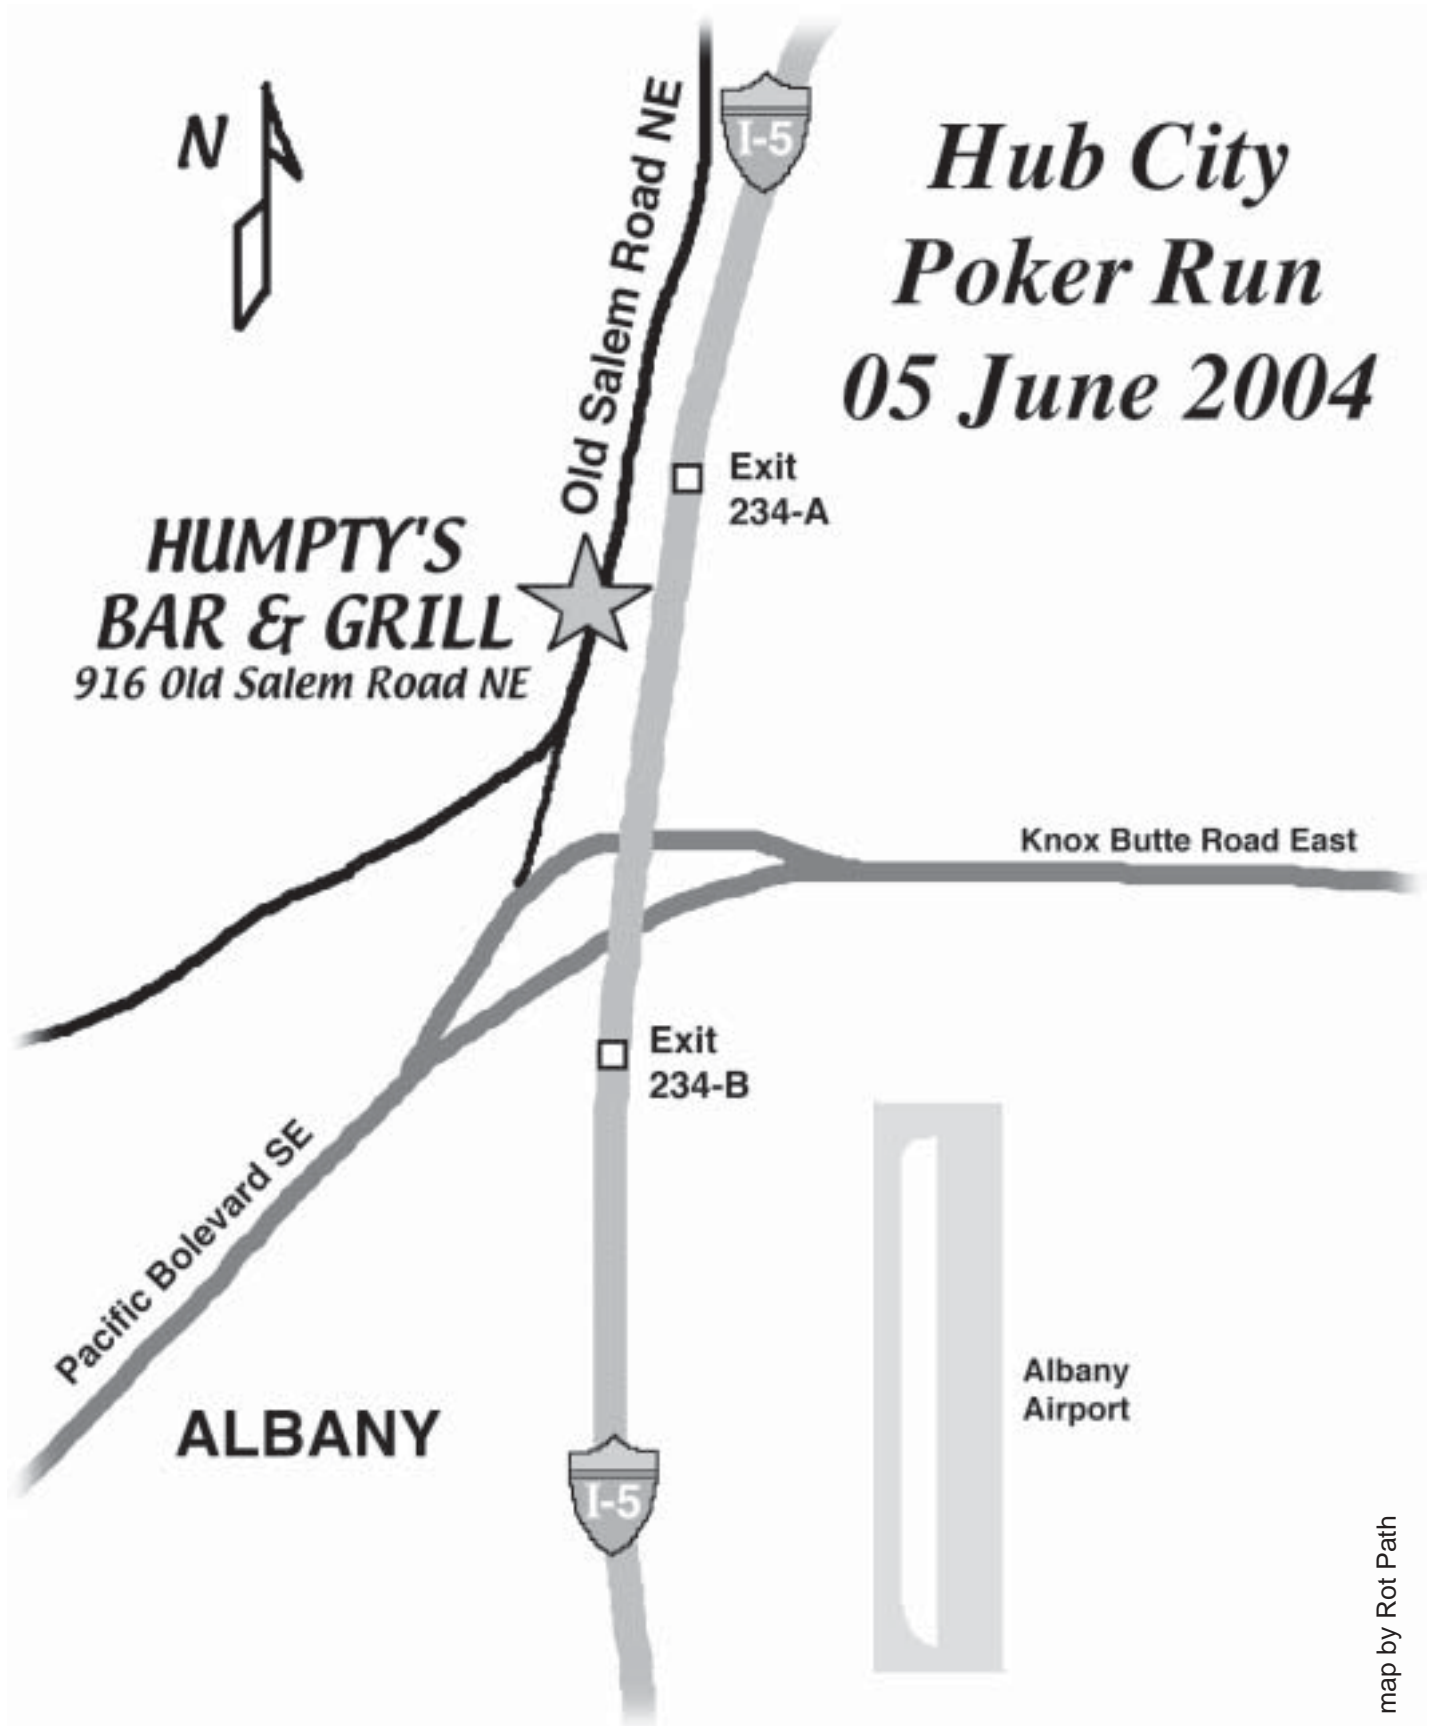 N
Old Salem Road NE
I-5
Hub City
Poker Run
05 June 2004
Exit
234-A
HUMPTY'S
BAR & GRILL
916 Old Salem Road NE
Knox Butte Road East
Exit
234-B
Pacific Bolevard SE
Albany
Airport
ALBANY
I-5
map by Rot Path